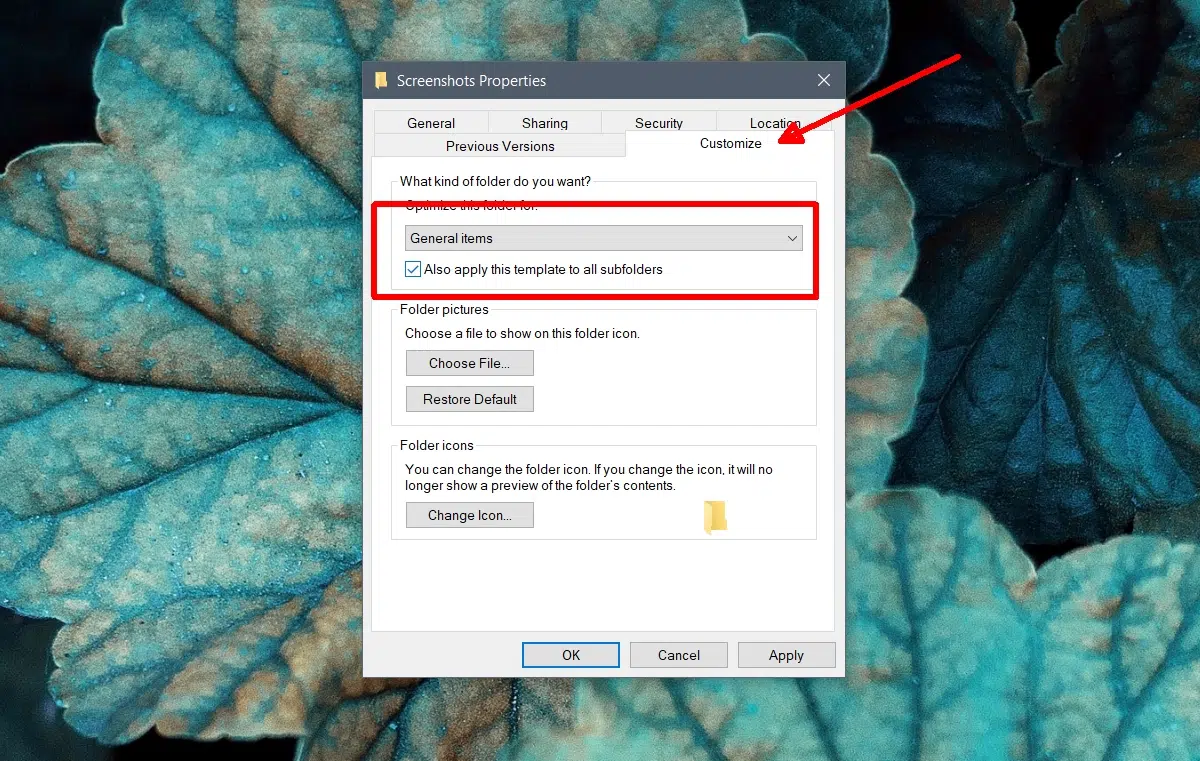 Screenshots Properties
General Sharing Security Location
Previous Versions Customize
What kind of folder do you want?
Optimize this folder for:
General items
Also apply this template to all subfolders
Folder pictures
Choose a file to show on this folder icon.
Choose File...
Restore Default
Folder icons
You can change the folder icon. If you change the icon, it will no
longer show a preview of the folder's contents.
Change Icon...
OK Cancel Apply